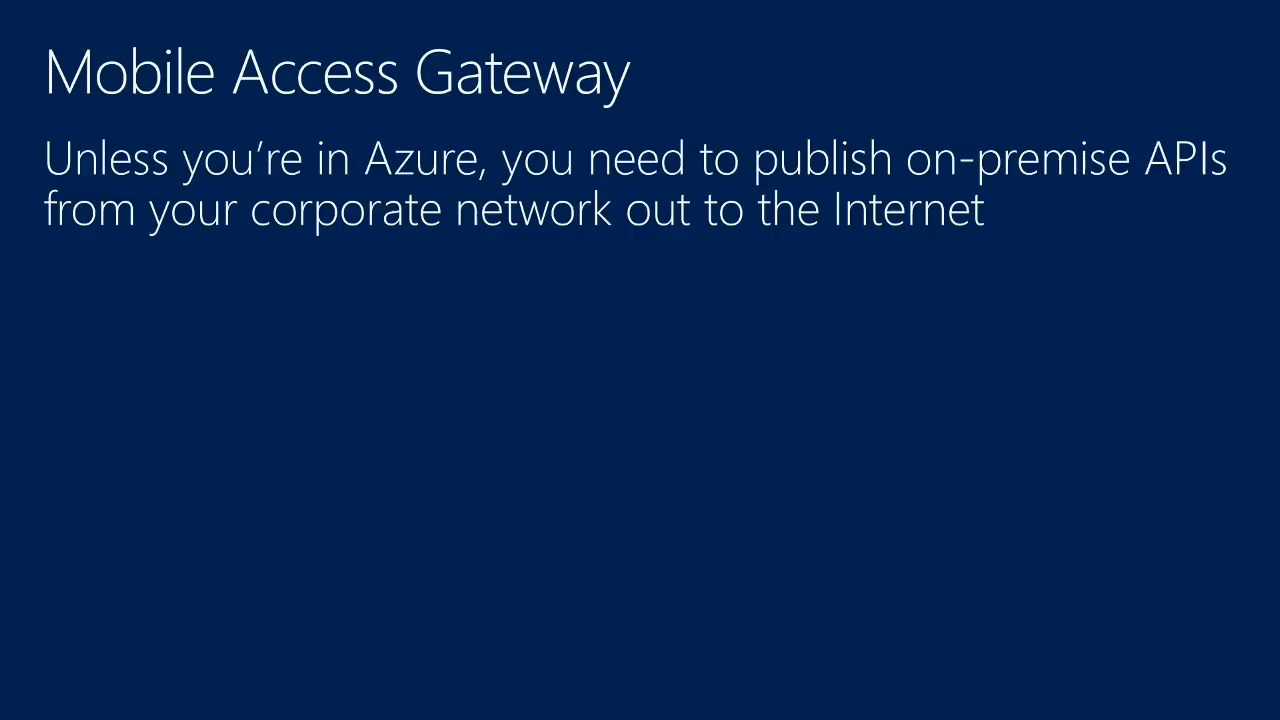 Mobile Access Gateway
Unless you’re in Azure, you need to publish on-premise APIs
from your corporate network out to the Internet